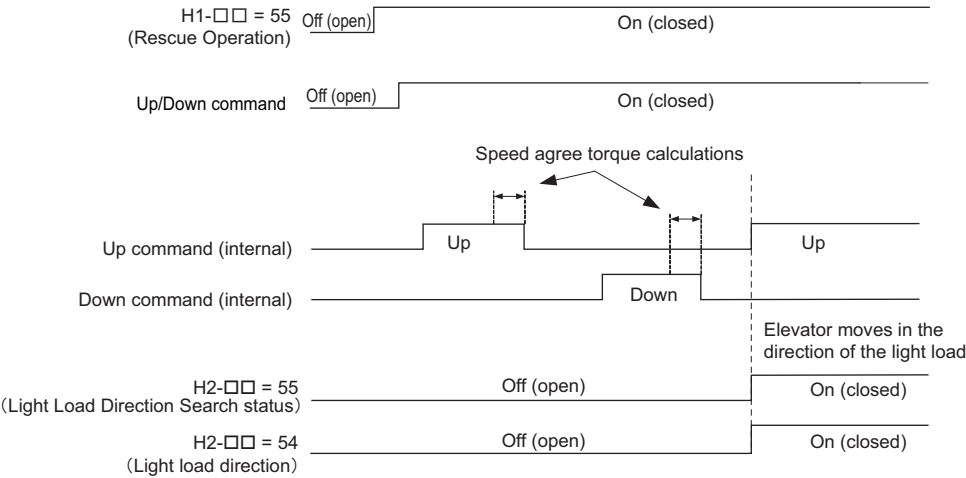 H1-□□ = 55 Off (open) On (closed)
(Rescue Operation)
Up/Down command Off (open) On (closed)
Speed agree torque calculations
Up command (internal) Up Up
Down command (internal) Down
Elevator moves in the
direction of the light load
H2-□□ = 55 Off (open) On (closed)
(Light Load Direction Search status)
H2-□□ = 54 Off (open) On (closed)
(Light load direction)